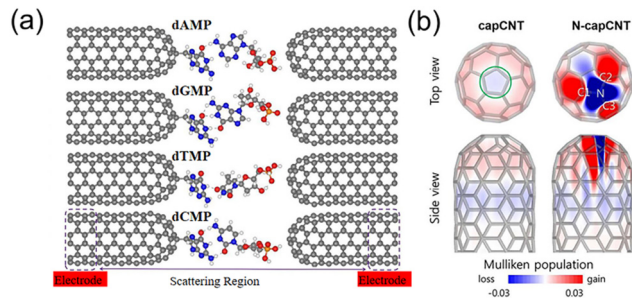 (a)
dAMP
dGMP
dTMP
dCMP
Electrode
Scattering Region
Electrode
(b)
capCNT
N-capCNT
Top view
C1
C2
N
C3
Side view
Mulliken population
loss
gain
-0.03
0.03